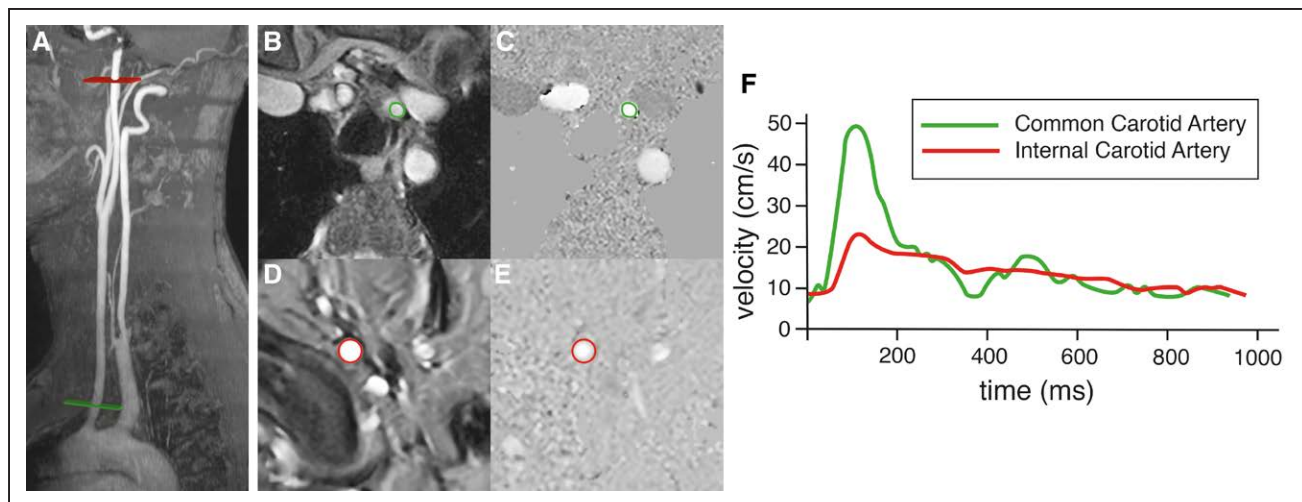 A
B
C
D
E
F
Common Carotid Artery
Internal Carotid Artery
velocity (cm/s)
50
40
30
20
10
0
200
400
600
800
1000
time (ms)